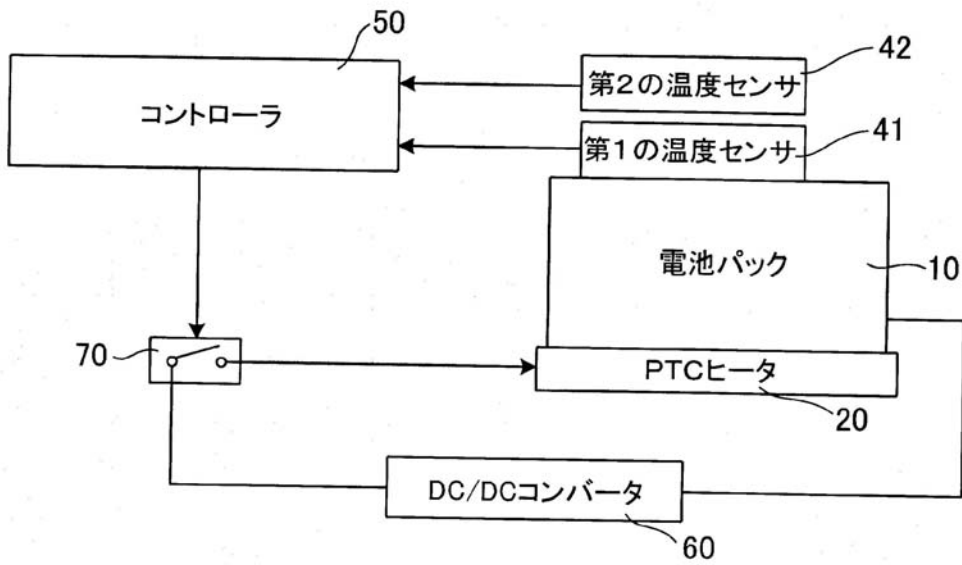 50
コントローラ
42
第2の温度センサ
41
第1の温度センサ
電池パック
10
70
PTCヒータ
20
DC/DCコンバータ
60